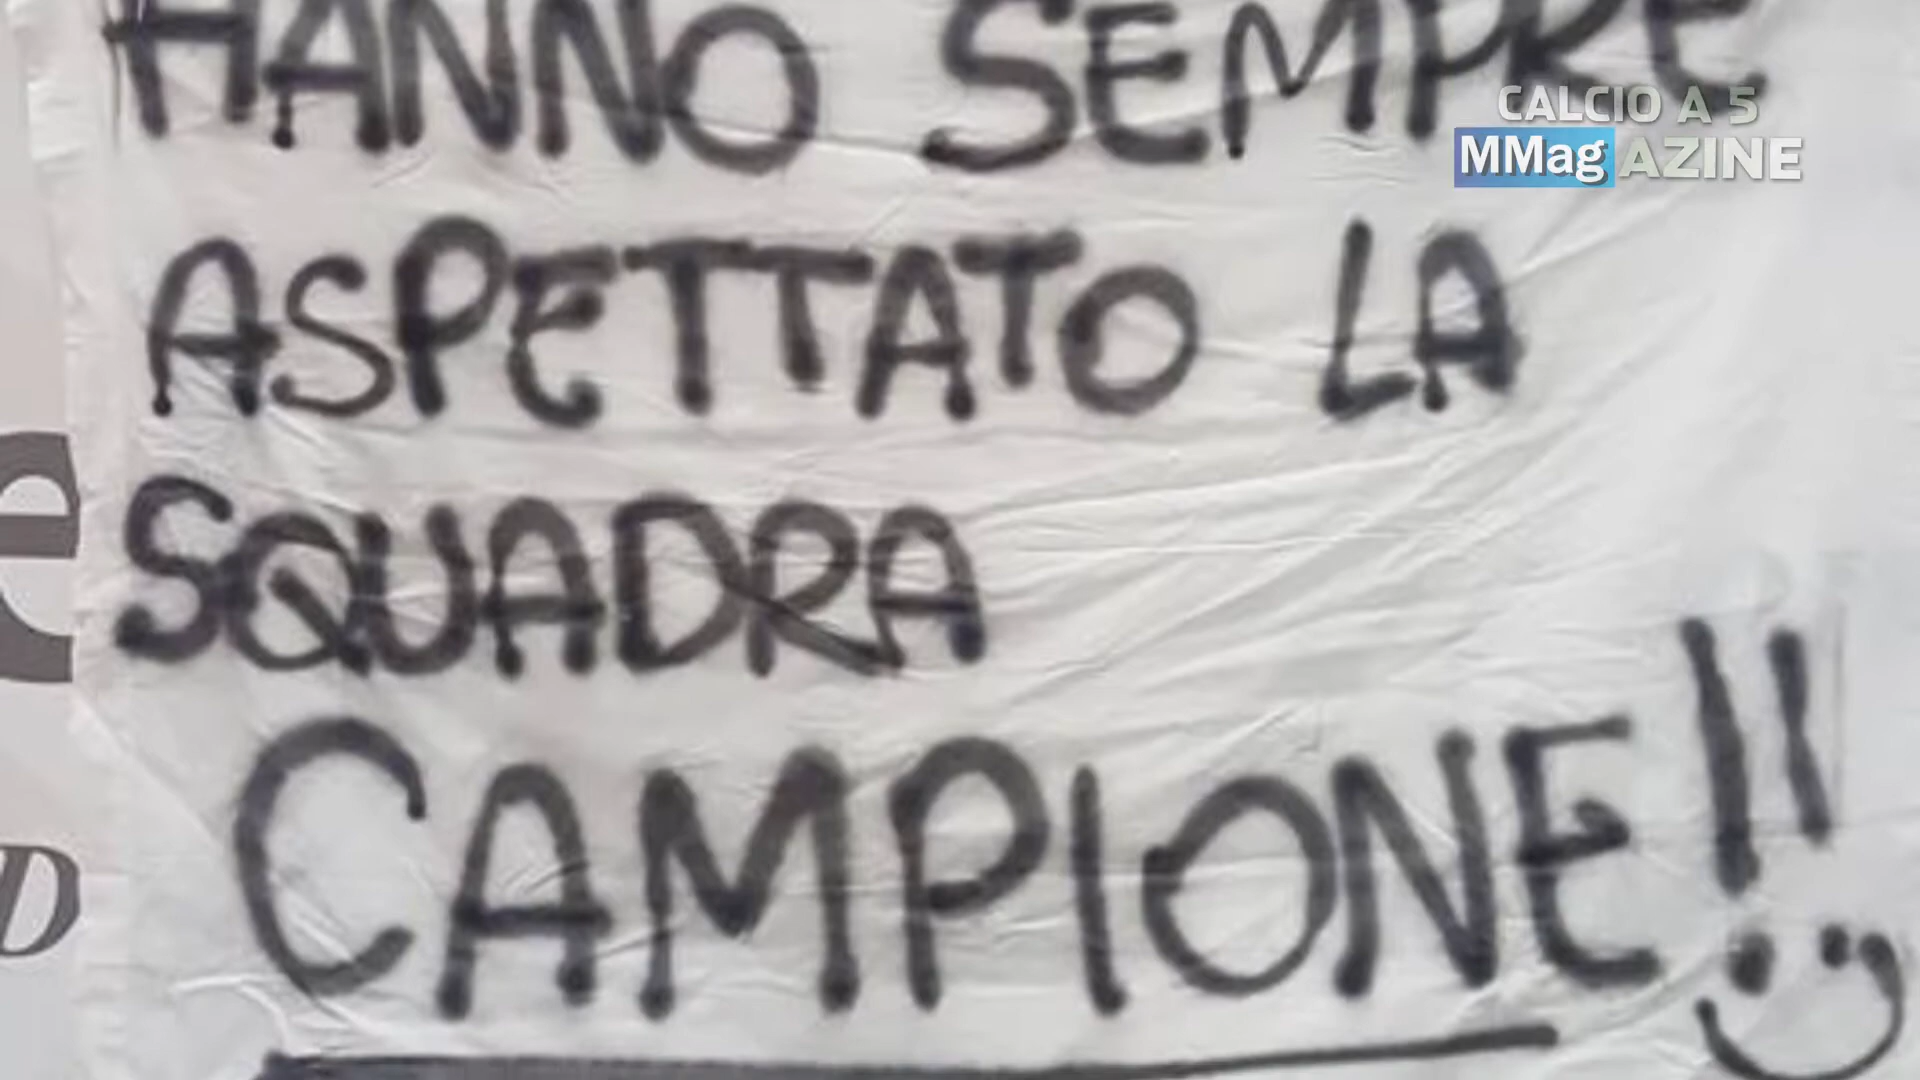 HANNO SEMPRE
CALCIO A 5
MMagAZINE
ASPETTATO LA
SQUADRA
CAMPIONE!!
e
D